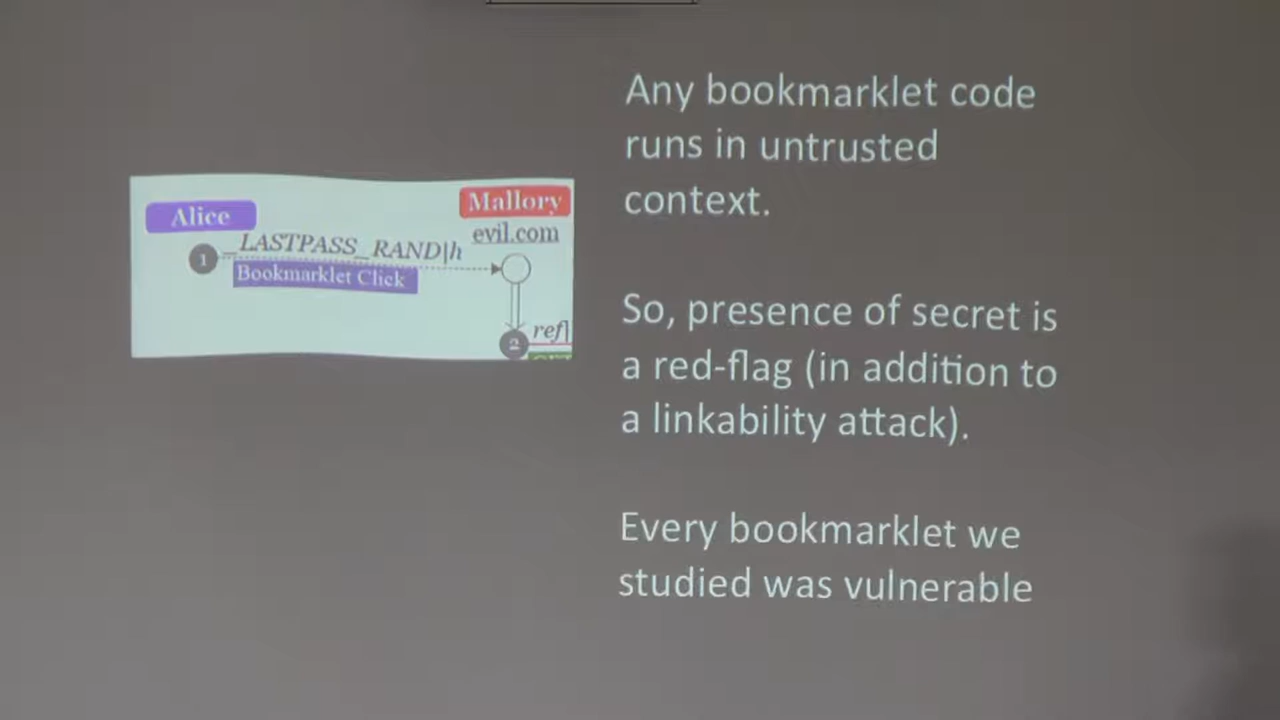 Alice
Mallory
evil.com
1
_LASTPASS_RAND|h
Bookmarklet Click
2
ref
Any bookmarklet code
runs in untrusted
context.
So, presence of secret is
a red-flag (in addition to
a linkability attack).
Every bookmarklet we
studied was vulnerable